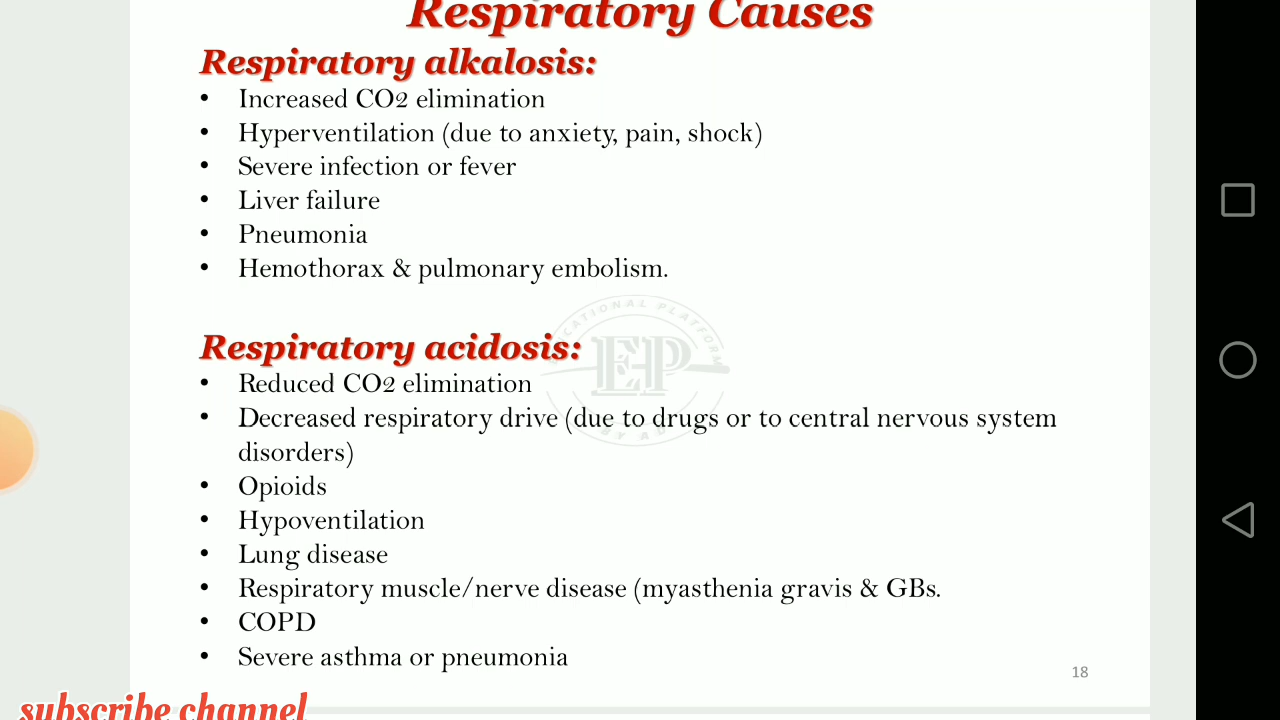 Respiratory Causes
Respiratory alkalosis:
• Increased CO2 elimination
• Hyperventilation (due to anxiety, pain, shock)
• Severe infection or fever
• Liver failure
• Pneumonia
• Hemothorax & pulmonary embolism.
EP
Respiratory acidosis:
• Reduced CO2 elimination
• Decreased respiratory drive (due to drugs or to central nervous system
disorders)
• Opioids
• Hypoventilation
• Lung disease
• Respiratory muscle/nerve disease (myasthenia gravis & GBs.
• COPD
• Severe asthma or pneumonia
18
subscribe channel